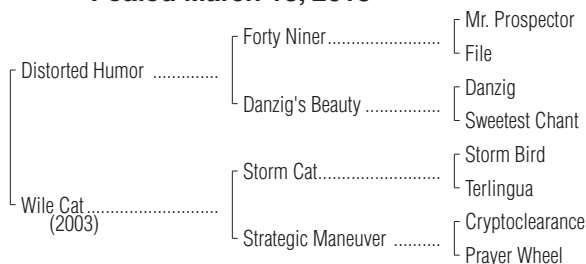 Mr. Prospector
Forty Niner..........................
File
Distorted Humor ...............
Danzig
Danzig's Beauty .................
Sweetest Chant
Storm Bird
Storm Cat............................
Terlingua
Wile Cat..............................
(2003)
Cryptoclearance
Strategic Maneuver ...........
Prayer Wheel